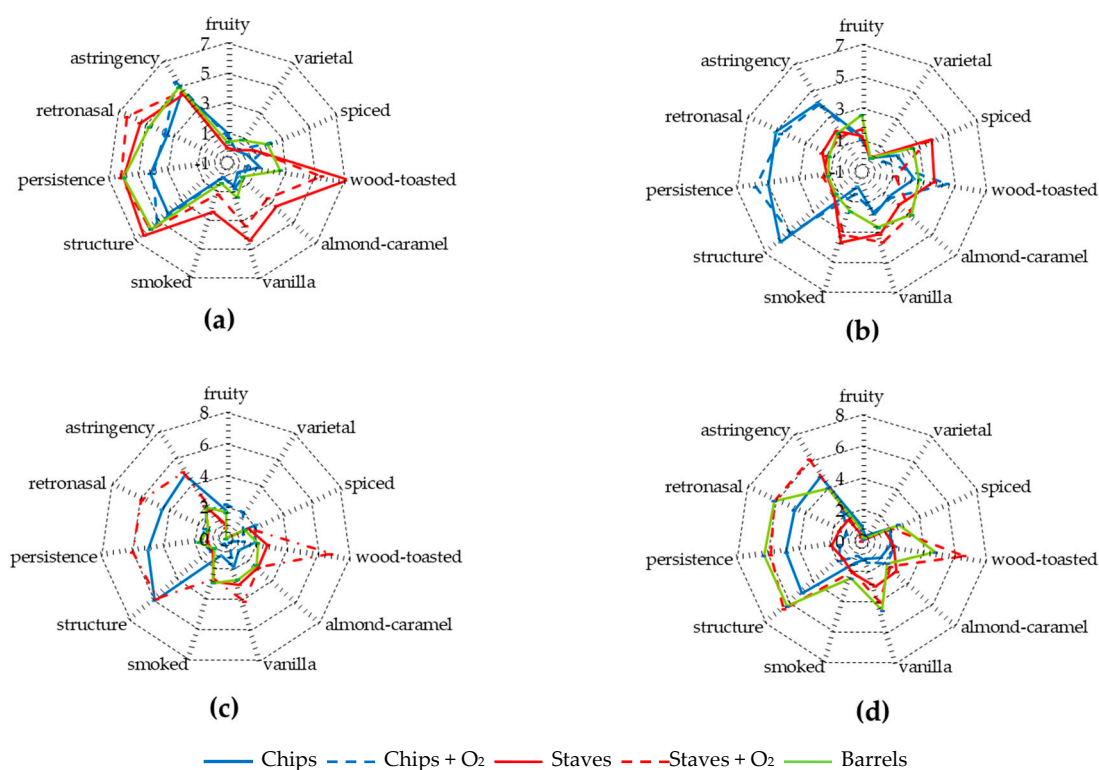 fruity
7
varietal
astringency
5
3
spiced
retronasal
1
-1
persistence
wood-toasted
structure
almond-caramel
smoked
vanilla
(a)
fruity
7
varietal
astringency
5
3
spiced
retronasal
1
-1
persistence
wood-toasted
structure
almond-caramel
smoked
vanilla
(b)
fruity
8
varietal
astringency
6
4
spiced
retronasal
2
0
persistence
wood-toasted
structure
almond-caramel
smoked
vanilla
(c)
fruity
8
varietal
astringency
6
4
spiced
retronasal
2
0
persistence
wood-toasted
structure
almond-caramel
smoked
vanilla
(d)
Chips Chips + O₂ Staves Staves + O₂ Barrels